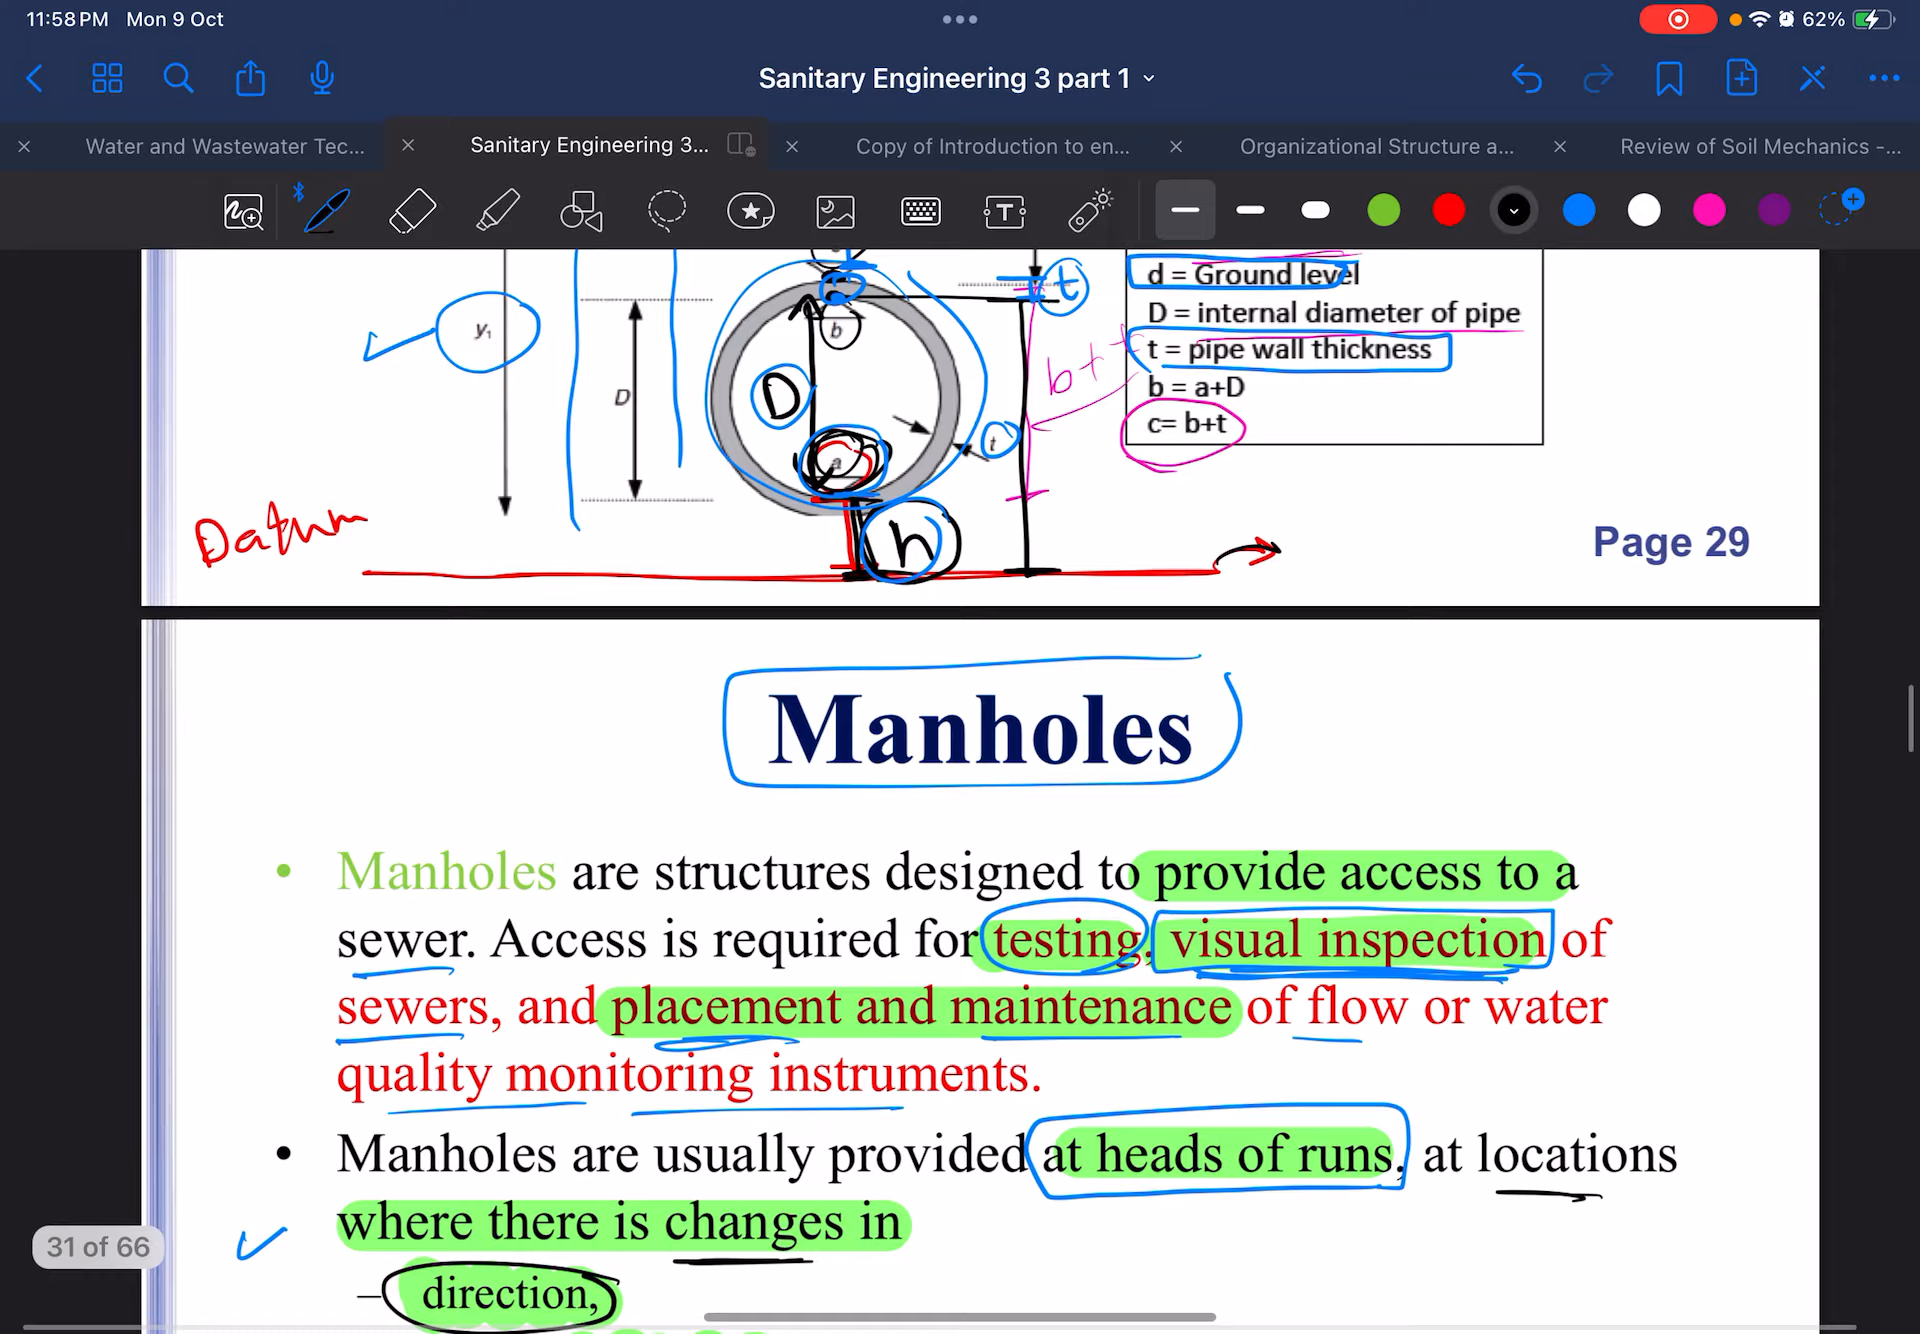 11:58 PM Mon 9 Oct
62%
Sanitary Engineering 3 part 1
Water and Wastewater Tec...
Sanitary Engineering 3...
Copy of Introduction to en...
Organizational Structure a...
Review of Soil Mechanics -...
T
d = Ground level
D = internal diameter of pipe
t = pipe wall thickness
b = a+D
c= b+t
t
b
y₁
D
D
b+t
a
t
h
Datum
Page 29
Manholes
• Manholes are structures designed to provide access to a
sewer. Access is required for testing, visual inspection of
sewers, and placement and maintenance of flow or water
quality monitoring instruments.
• Manholes are usually provided at heads of runs, at locations
where there is changes in
– direction,
31 of 66